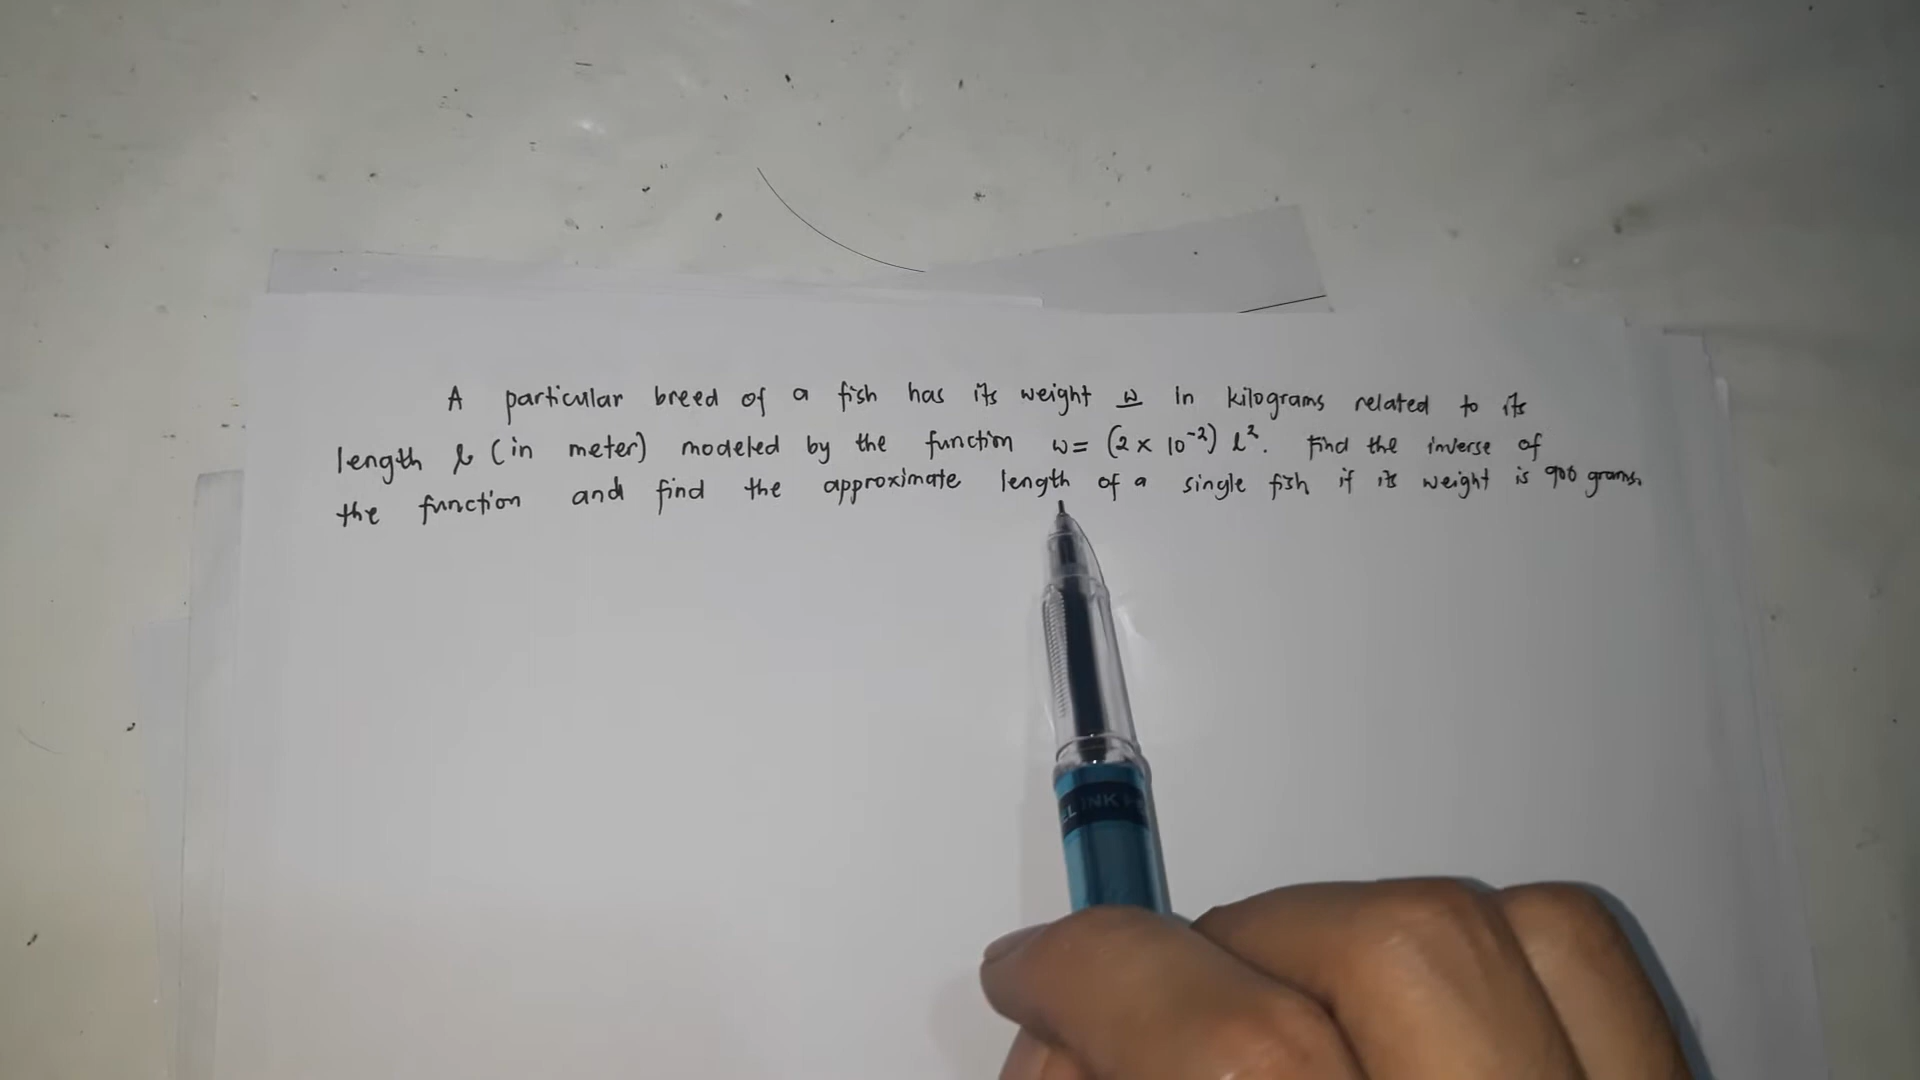 A particular breed of a fish has its weight w in kilograms related to its
length l (in meter) modeled by the function w = (2 × 10⁻²) l². Find the inverse of
the function and find the approximate length of a single fish if its weight is 900 grams.
INK